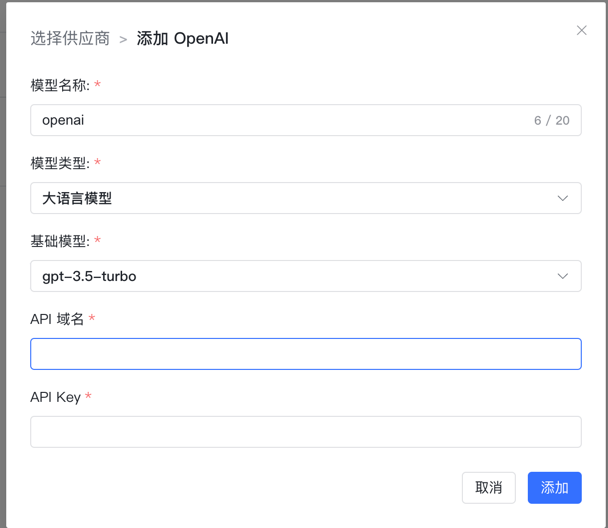 选择供应商 > 添加 OpenAI
模型名称: *
openai 6 / 20
模型类型: *
大语言模型
基础模型: *
gpt-3.5-turbo
API 域名 *
API Key *
取消 添加